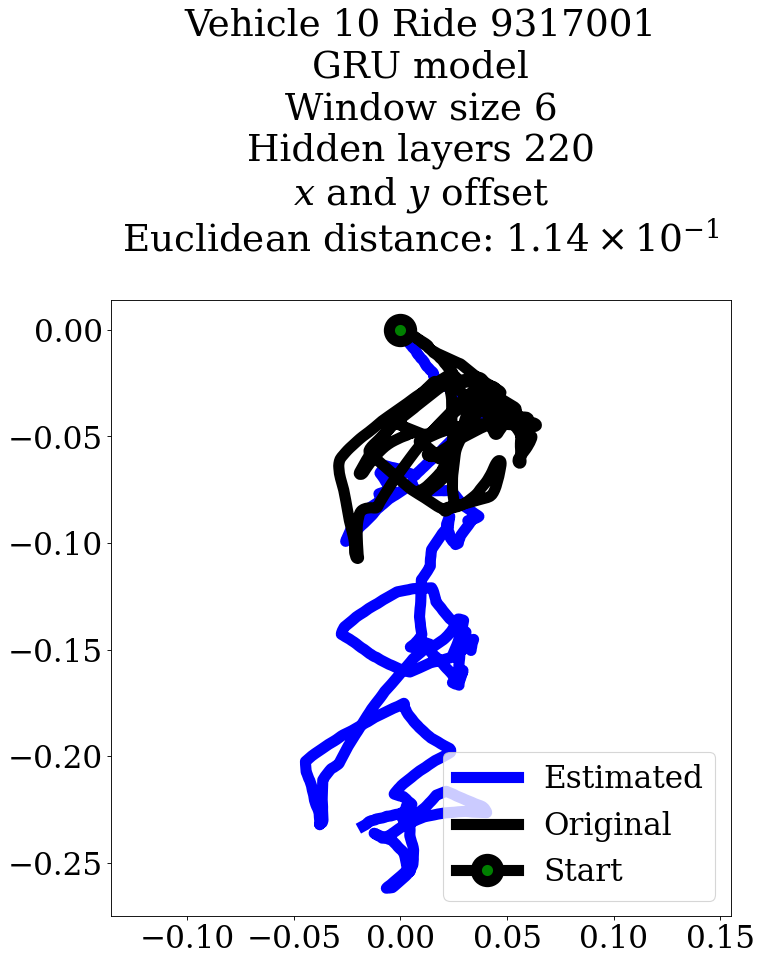 Vehicle 10 Ride 9317001
GRU model
Window size 6
Hidden layers 220
x and y offset
Euclidean distance: 1.14 × 10⁻¹
0.00
−0.05
−0.10
−0.15
−0.20
−0.25
Estimated
Original
Start
−0.10 −0.05 0.00 0.05 0.10 0.15